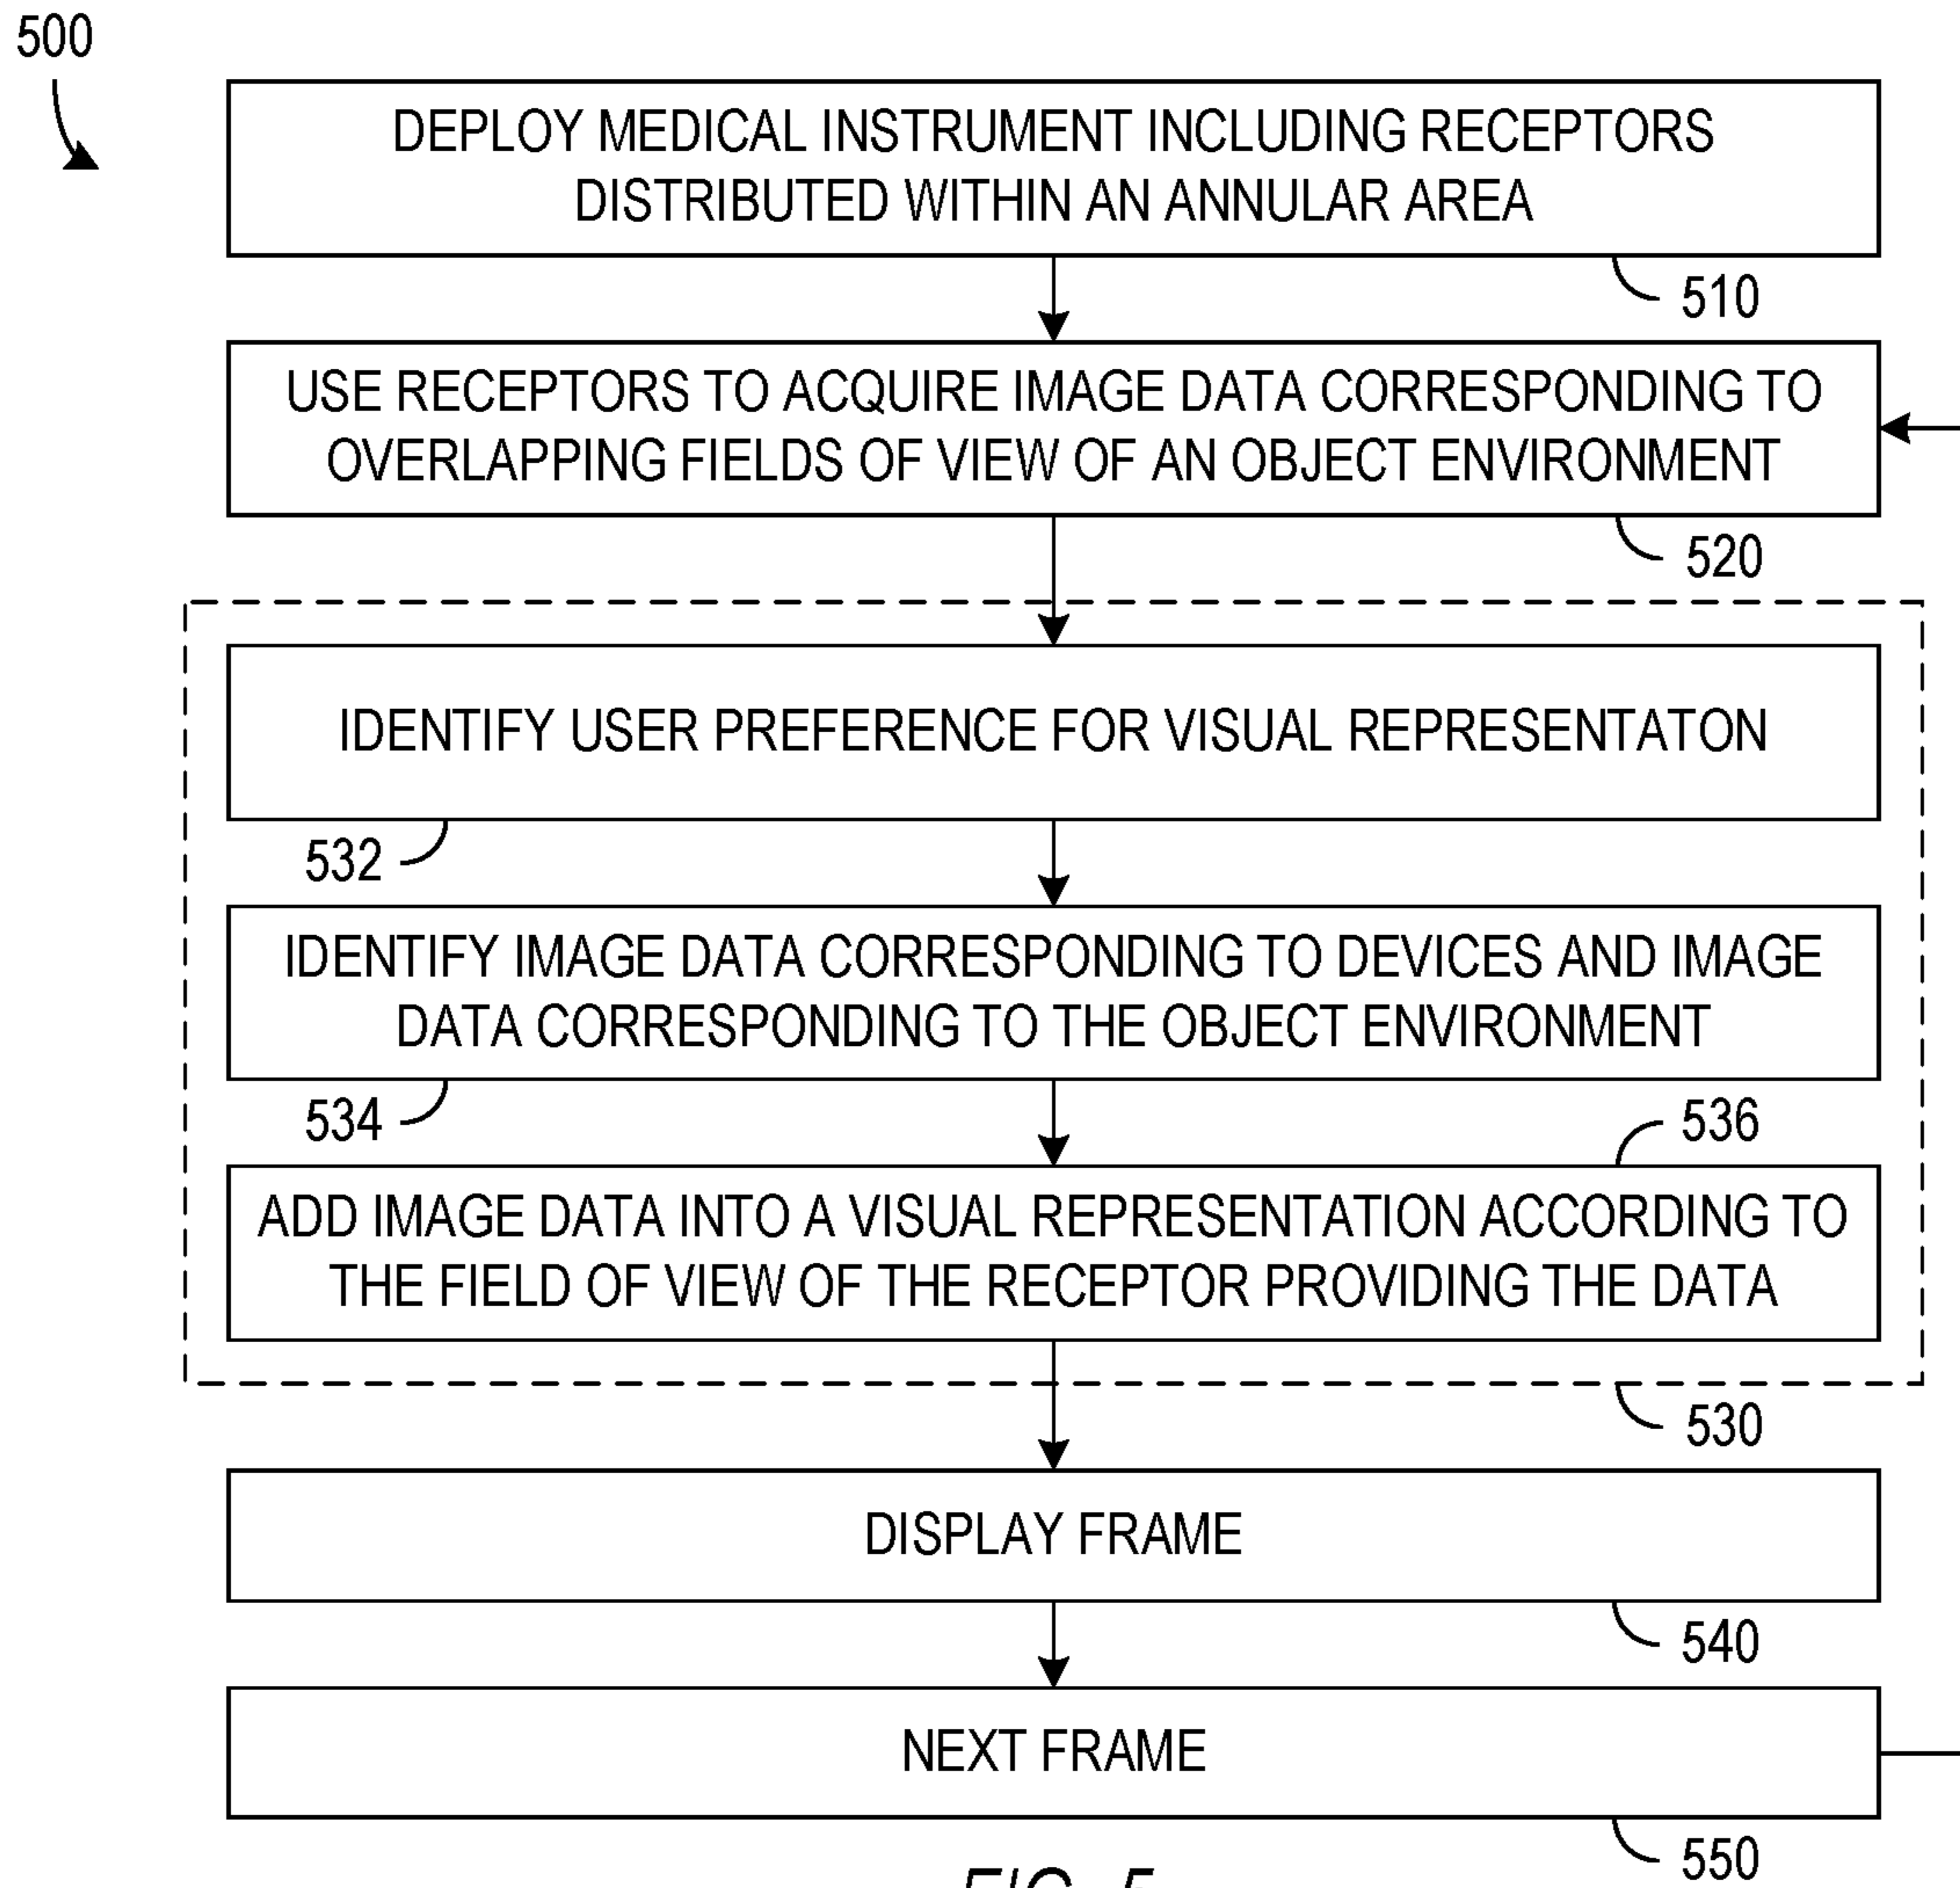 500
DEPLOY MEDICAL INSTRUMENT INCLUDING RECEPTORS
DISTRIBUTED WITHIN AN ANNULAR AREA
510
USE RECEPTORS TO ACQUIRE IMAGE DATA CORRESPONDING TO
OVERLAPPING FIELDS OF VIEW OF AN OBJECT ENVIRONMENT
520
IDENTIFY USER PREFERENCE FOR VISUAL REPRESENTATON
532
IDENTIFY IMAGE DATA CORRESPONDING TO DEVICES AND IMAGE
DATA CORRESPONDING TO THE OBJECT ENVIRONMENT
534
536
ADD IMAGE DATA INTO A VISUAL REPRESENTATION ACCORDING TO
THE FIELD OF VIEW OF THE RECEPTOR PROVIDING THE DATA
530
DISPLAY FRAME
540
NEXT FRAME
550
FIG. 5